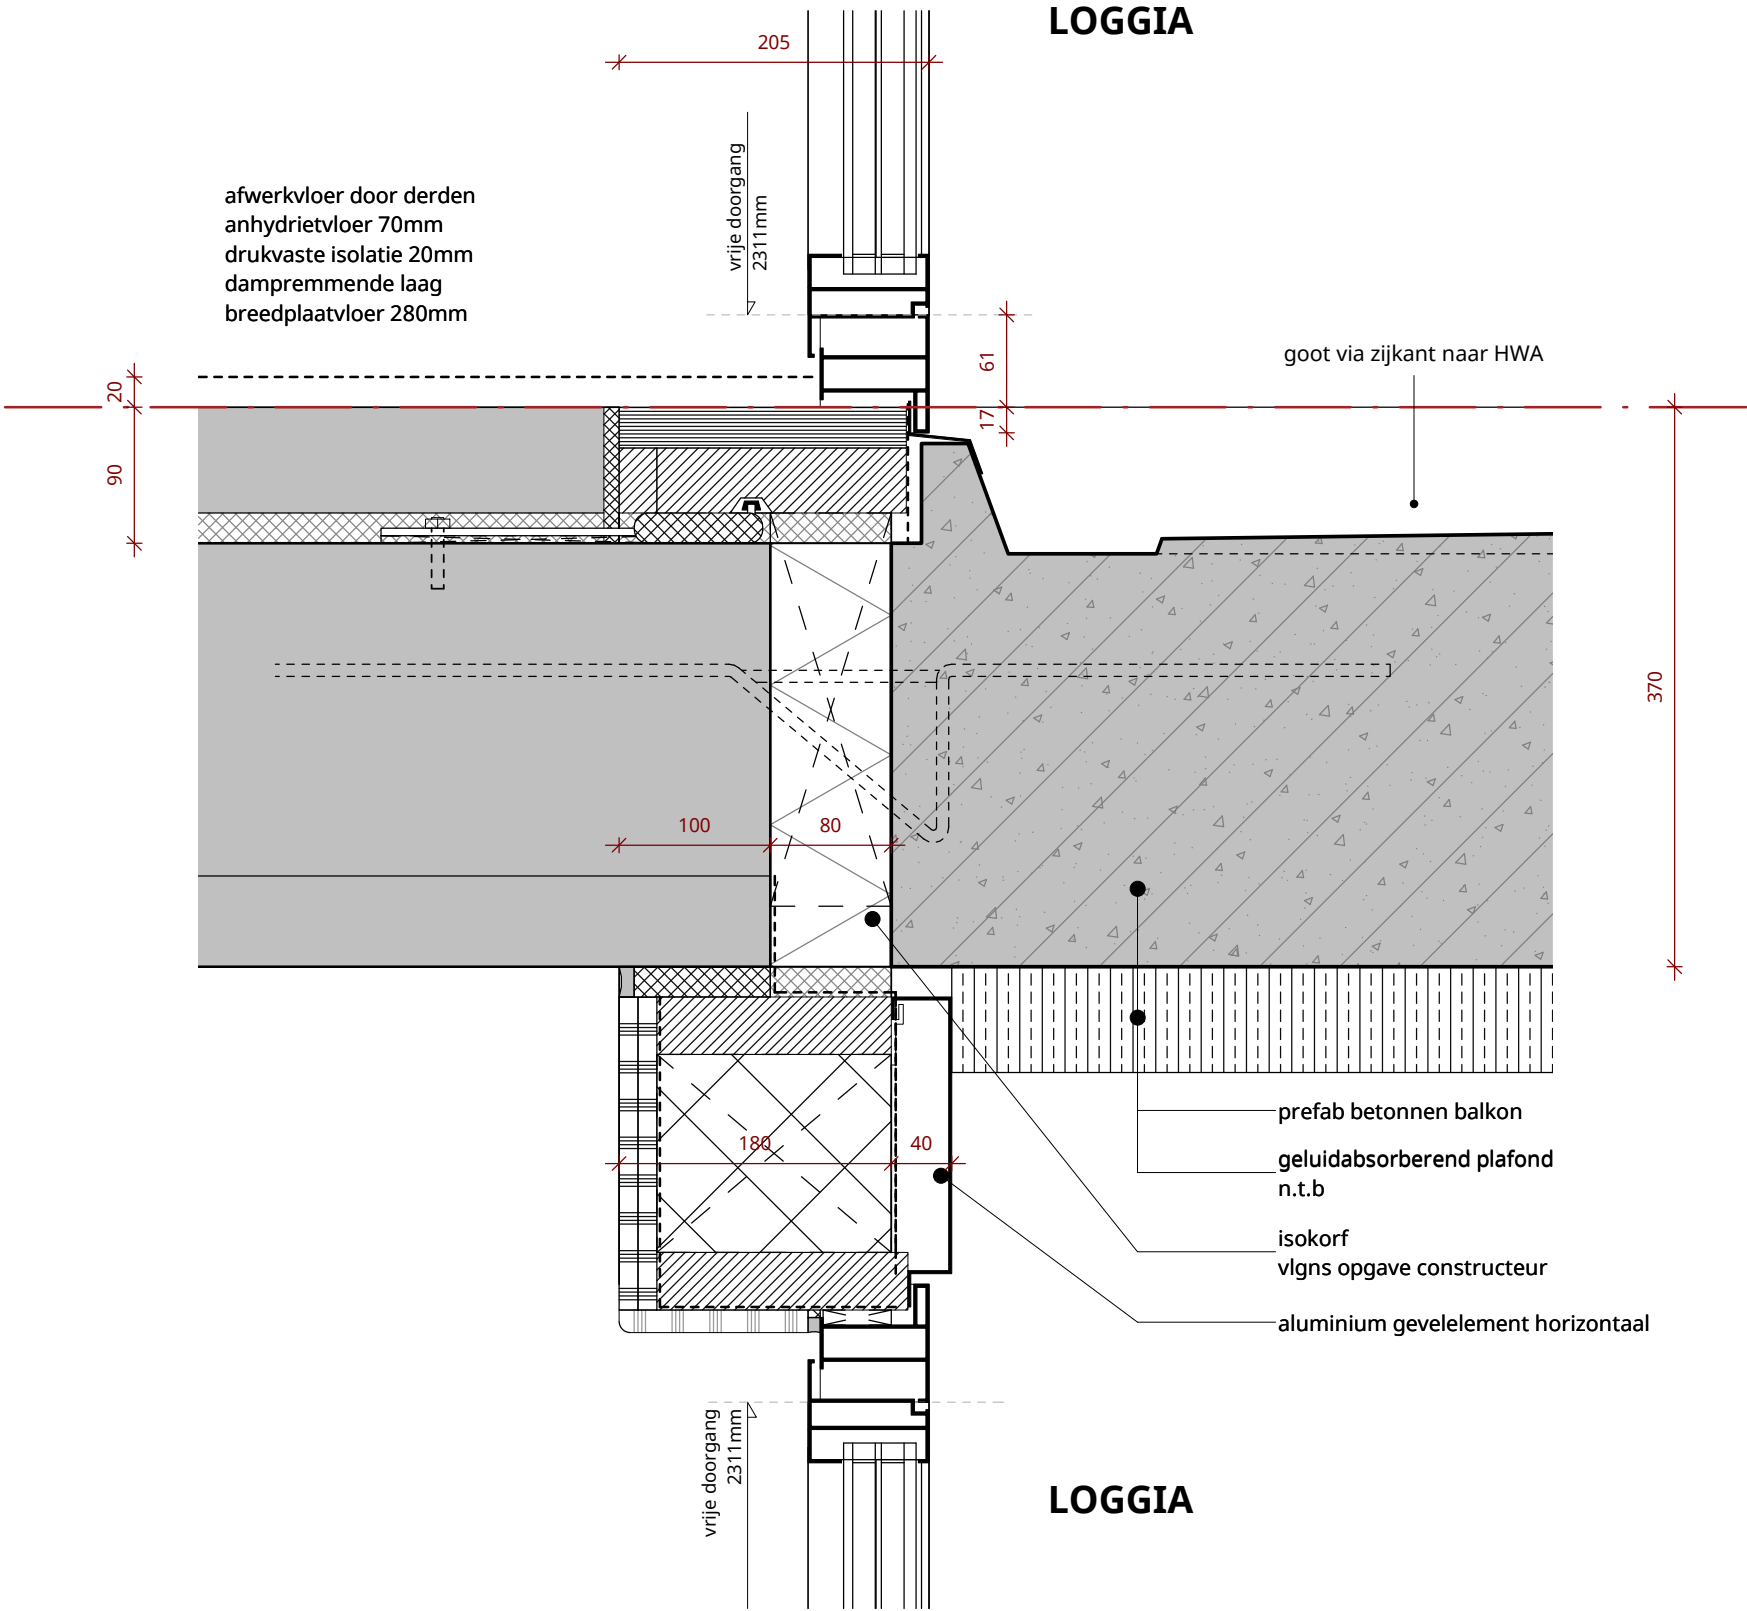 LOGGIA
205
vrije doorgang
2311mm
afwerkvloer door derden
anhydrietvloer 70mm
drukvaste isolatie 20mm
dampremmende laag
breedplaatvloer 280mm
61
goot via zijkant naar HWA
20
17
90
370
100
80
prefab betonnen balkon
180
40
geluidabsorberend plafond
n.t.b
isokorf
vlgns opgave constructeur
aluminium gevelelement horizontaal
vrije doorgang
2311mm
LOGGIA